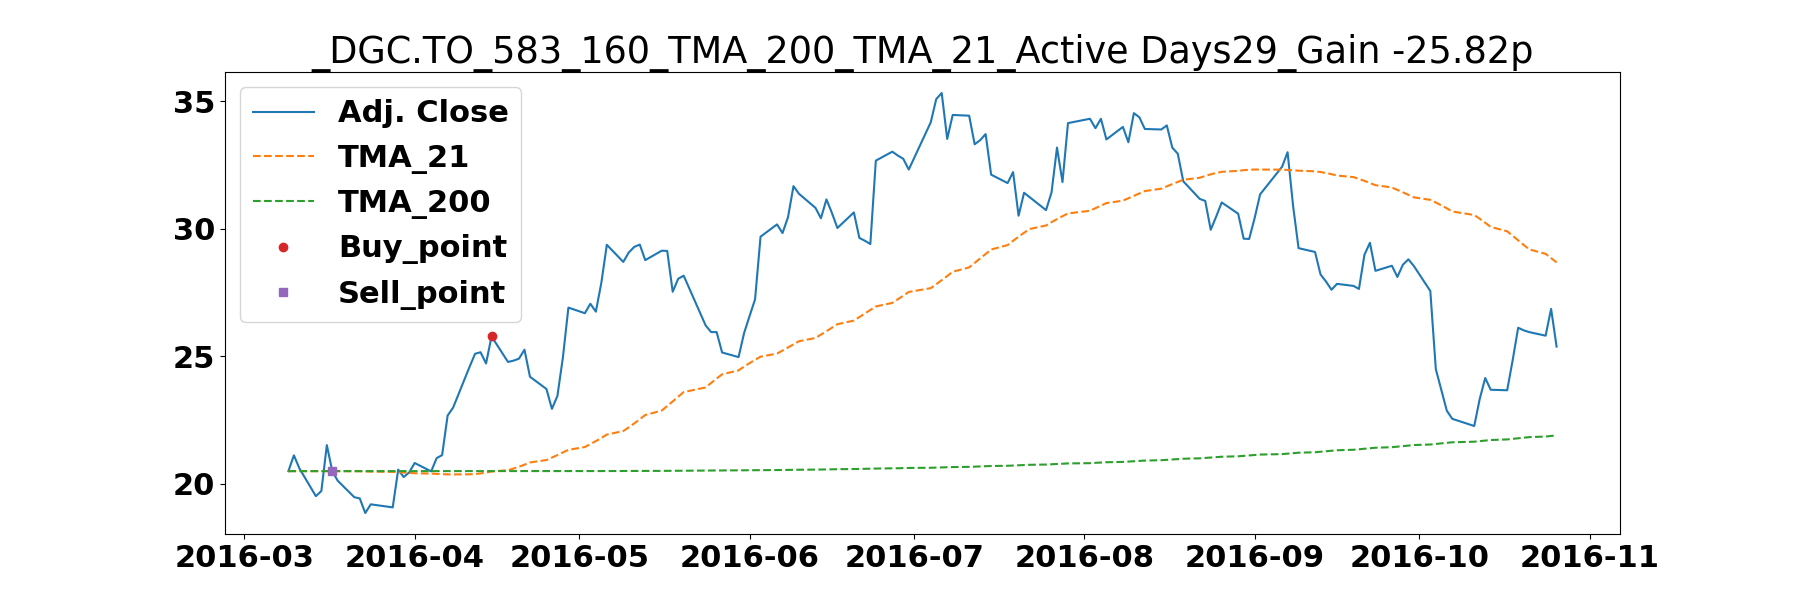 _DGC.TO_583_160_TMA_200_TMA_21_Active Days29_Gain -25.82p
35
30
25
20
Adj. Close
TMA_21
TMA_200
Buy_point
Sell_point
2016-03 2016-04 2016-05 2016-06 2016-07 2016-08 2016-09 2016-10 2016-11